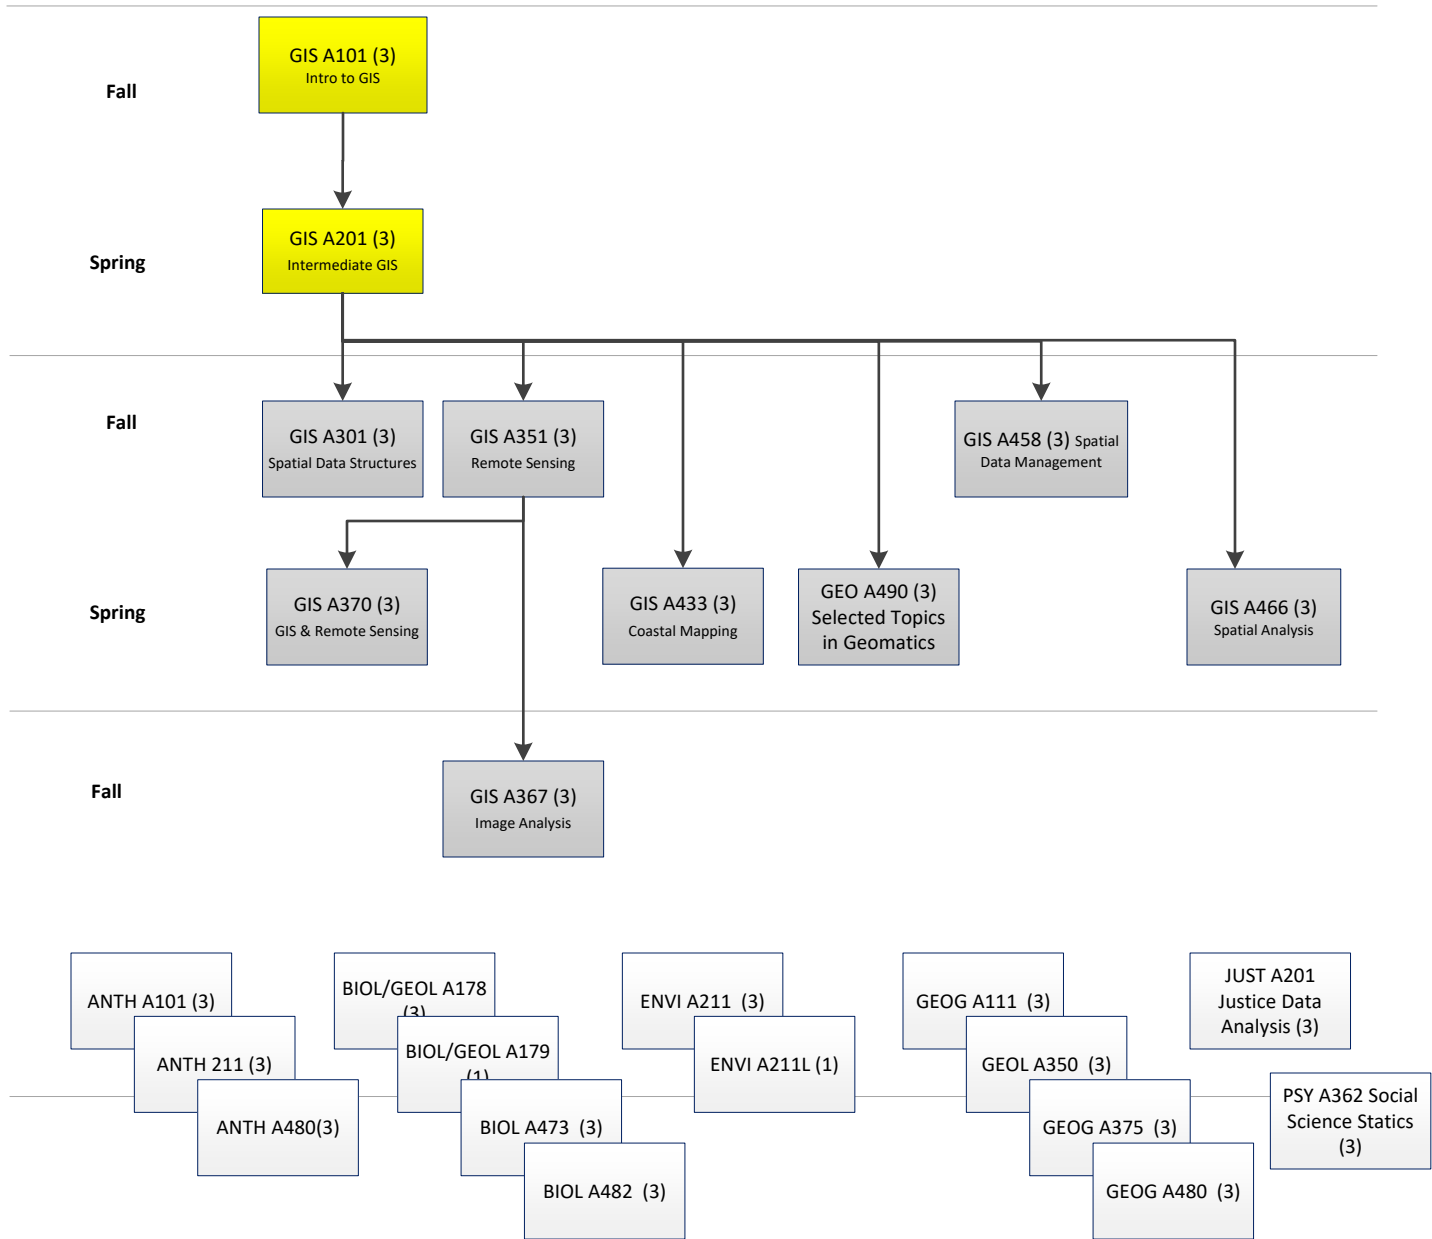 GIS A101 (3)
Intro to GIS
Fall
GIS A201 (3)
Intermediate GIS
Spring
Fall
GIS A301 (3)
Spatial Data Structures
GIS A351 (3)
Remote Sensing
GIS A458 (3) Spatial
Data Management
Spring
GIS A370 (3)
GIS & Remote Sensing
GIS A433 (3)
Coastal Mapping
GEO A490 (3)
Selected Topics
in Geomatics
GIS A466 (3)
Spatial Analysis
Fall
GIS A367 (3)
Image Analysis
ANTH A101 (3)
ANTH 211 (3)
ANTH A480(3)
BIOL/GEOL A178
(3)
BIOL/GEOL A179
(1)
BIOL A473 (3)
BIOL A482 (3)
ENVI A211 (3)
ENVI A211L (1)
GEOG A111 (3)
GEOL A350 (3)
GEOG A375 (3)
GEOG A480 (3)
JUST A201
Justice Data
Analysis (3)
PSY A362 Social
Science Statics
(3)